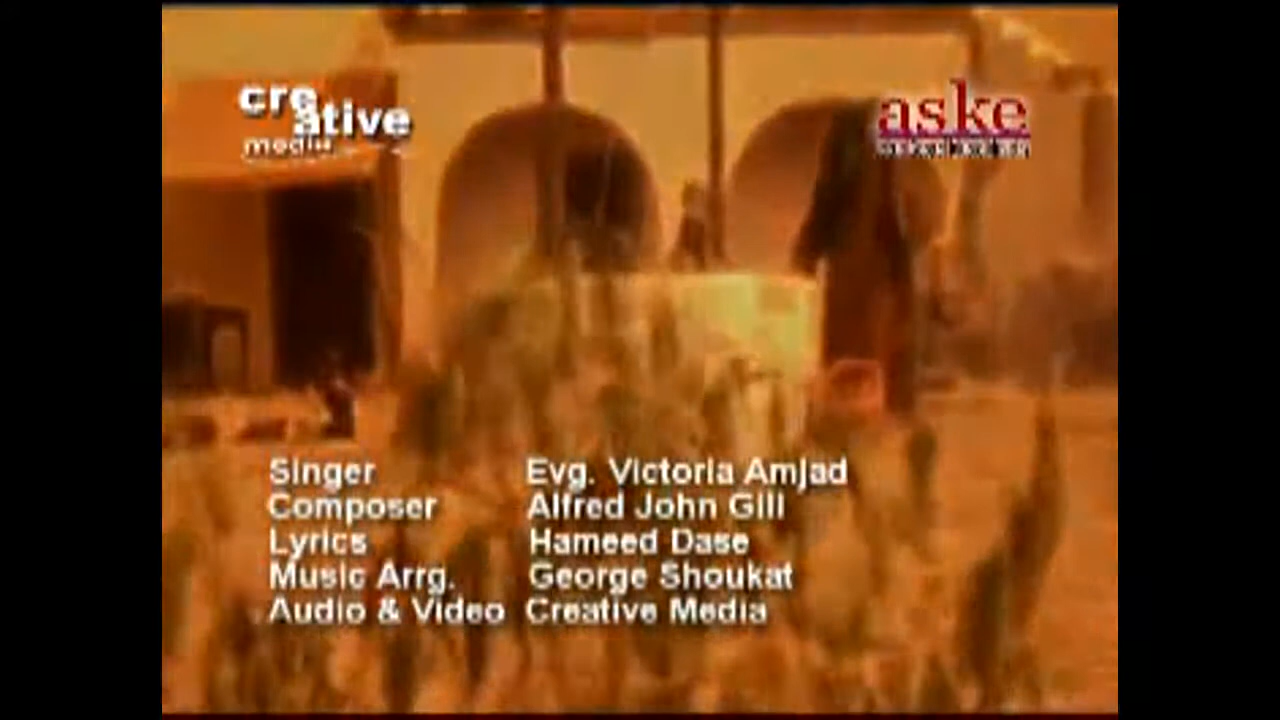 creative
media
aske
Singer Evg. Victoria Amjad
Composer Alfred John Gill
Lyrics Hameed Dase
Music Arrg. George Shoukat
Audio & Video Creative Media